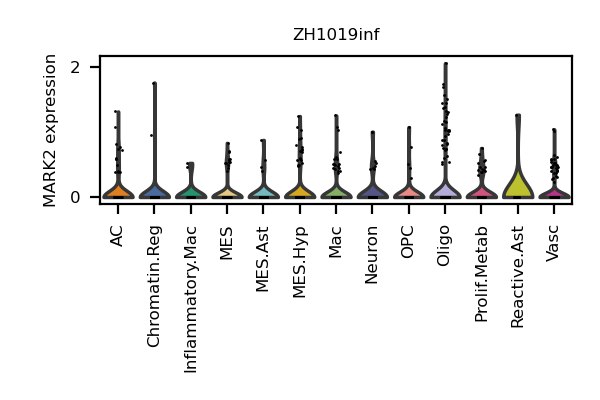 ZH1019inf
MARK2 expression
2
0
AC
Chromatin.Reg
Inflammatory.Mac
MES
MES.Ast
MES.Hyp
Mac
Neuron
OPC
Oligo
Prolif.Metab
Reactive.Ast
Vasc